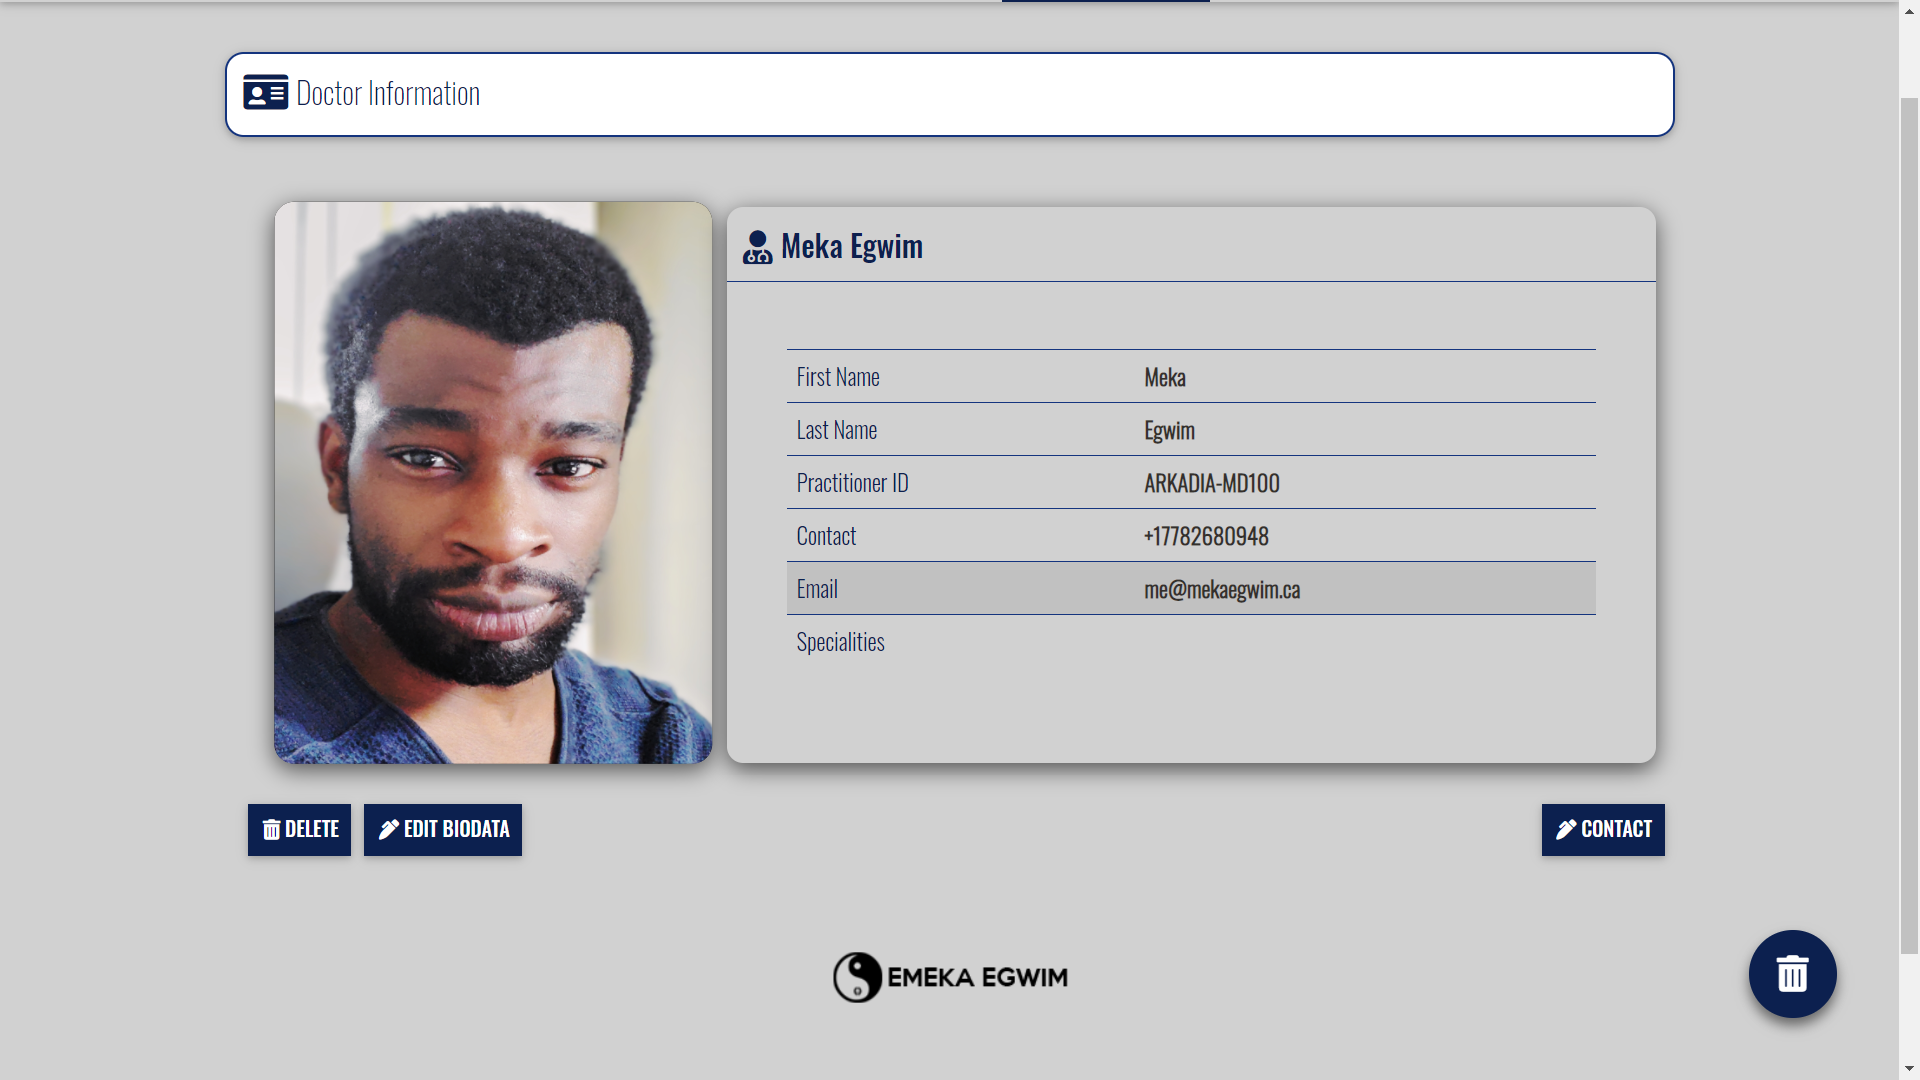 Doctor Information
Meka Egwim
First Name Meka
Last Name Egwim
Practitioner ID ARKADIA-MD100
Contact +17782680948
Email me@mekaegwim.ca
Specialities
DELETE EDIT BIODATA CONTACT
EMEKA EGWIM